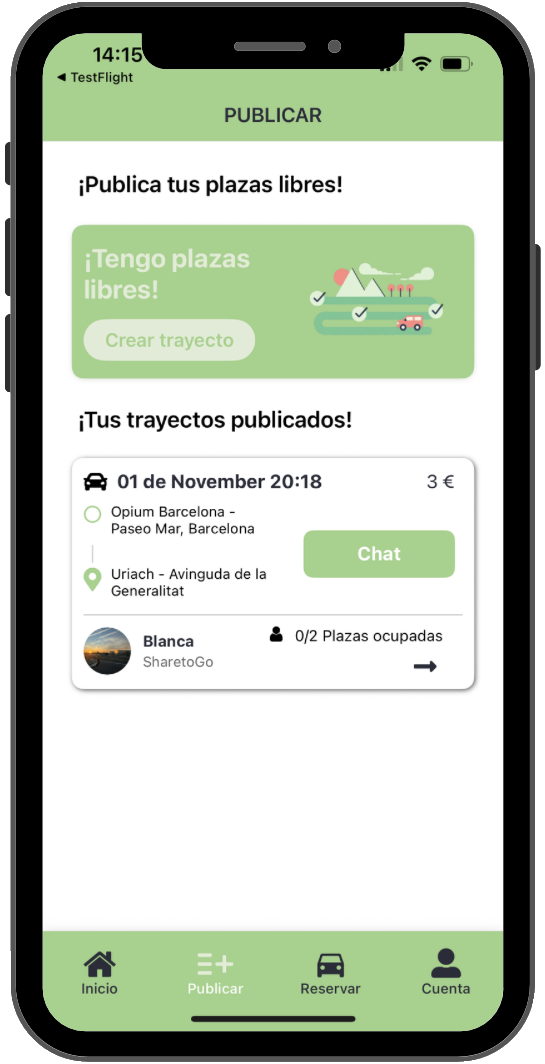 14:15
◀ TestFlight
PUBLICAR
¡Publica tus plazas libres!
¡Tengo plazas
libres!
Crear trayecto
¡Tus trayectos publicados!
01 de November 20:18 3 €
Opium Barcelona -
Paseo Mar, Barcelona
Chat
Uriach - Avinguda de la
Generalitat
Blanca
SharetoGo
0/2 Plazas ocupadas
Inicio Publicar Reservar Cuenta